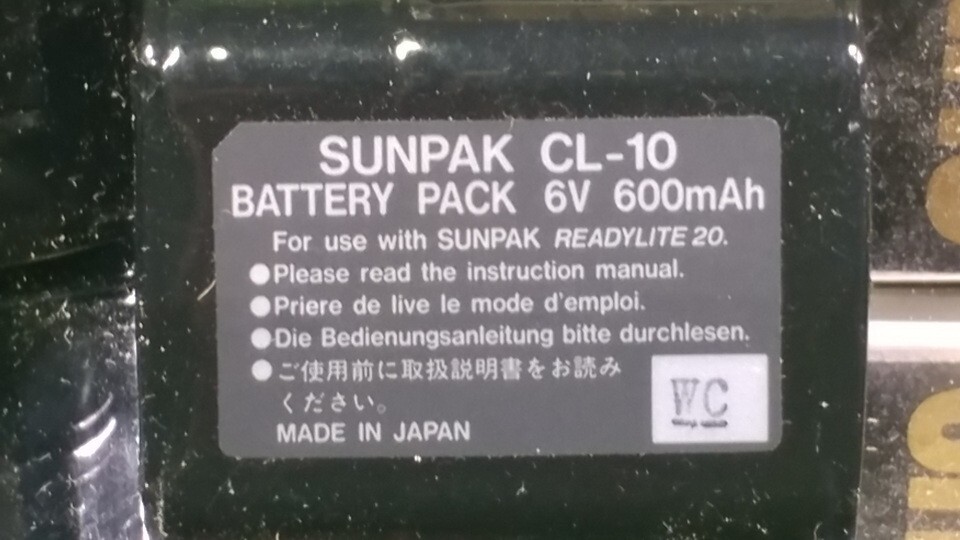 SUNPAK CL-10
BATTERY PACK 6V 600mAh
For use with SUNPAK READYLITE 20.
●Please read the instruction manual.
●Priere de live le mode d'emploi.
●Die Bedienungsanleitung bitte durchlesen.
●ご使用前に取扱説明書をお読み
ください。
MADE IN JAPAN
WC